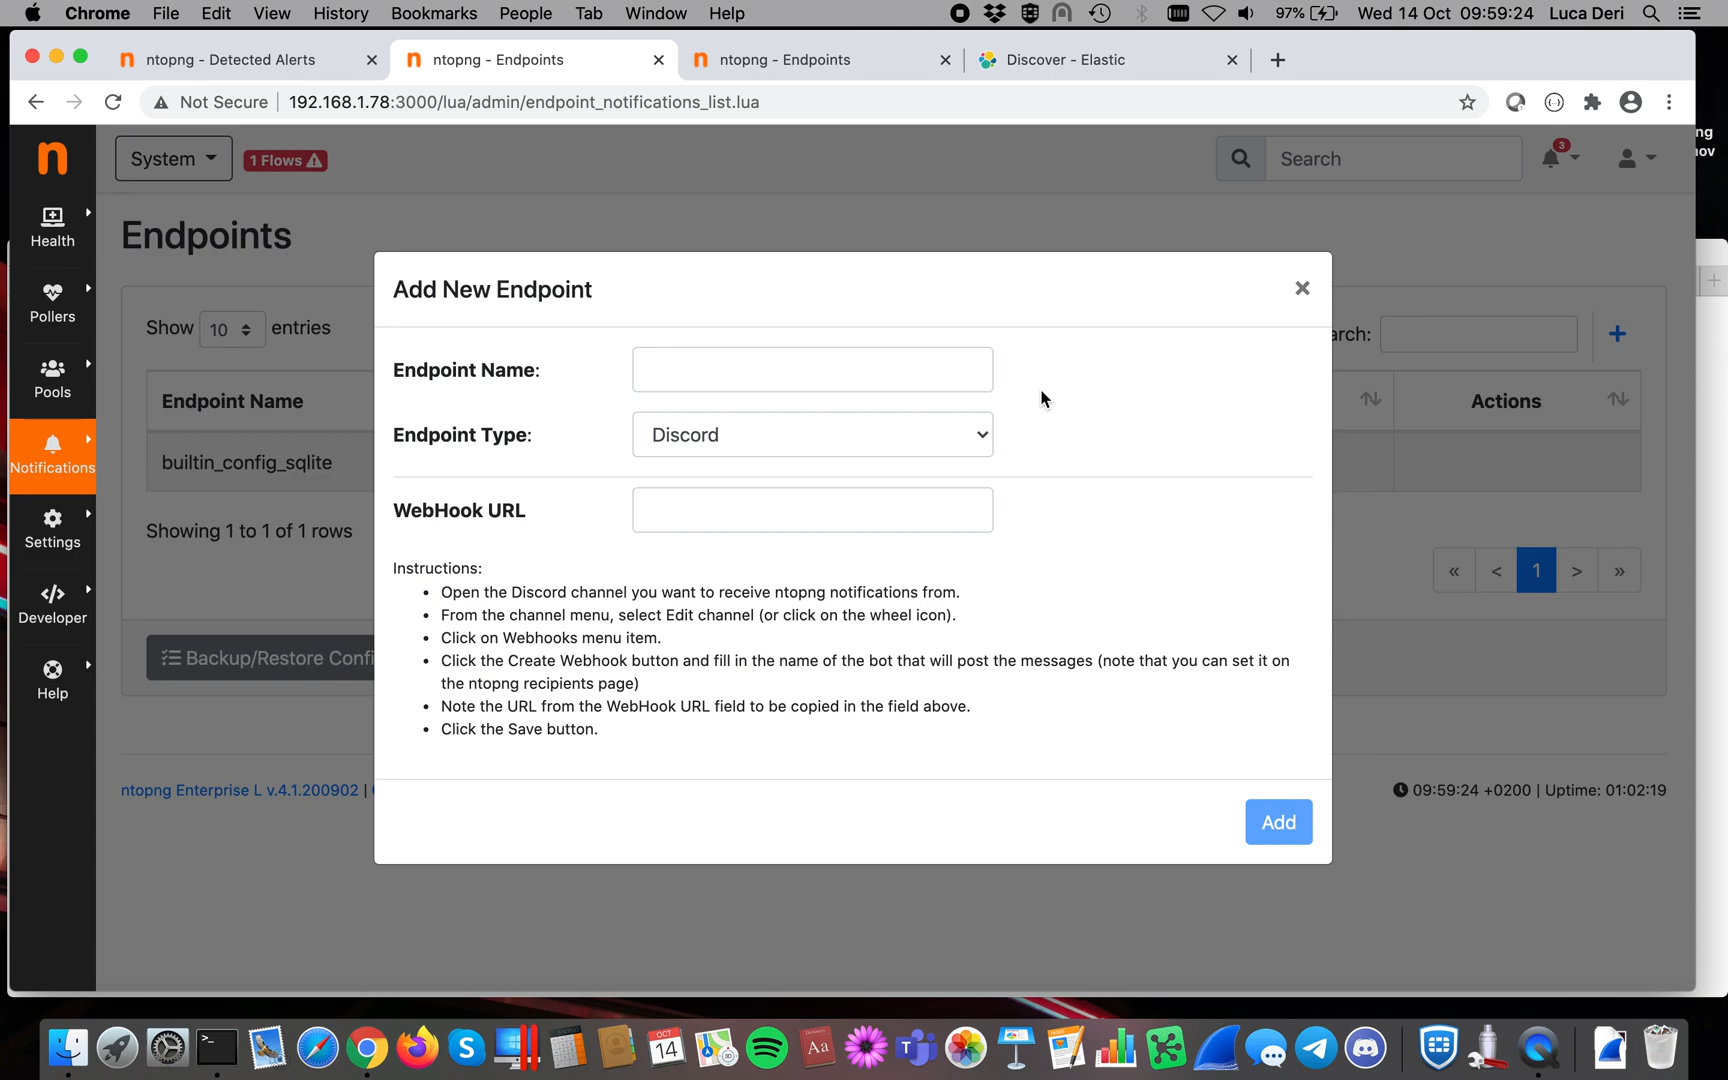 Chrome File Edit View History Bookmarks People Tab Window Help 97% Wed 14 Oct 09:59:24 Luca Deri
ntopng - Detected Alerts
ntopng - Endpoints
ntopng - Endpoints
Discover - Elastic
Not Secure 192.168.1.78:3000/lua/admin/endpoint_notifications_list.lua
ng
ov
n
System
1 Flows
Search
3
Health
Pollers
Pools
Notifications
Settings
Developer
Help
Endpoints
Show 10 entries
arch:
Endpoint Name
Actions
builtin_config_sqlite
Showing 1 to 1 of 1 rows
« < 1 > »
Backup/Restore Confi
ntopng Enterprise L v.4.1.200902 |
09:59:24 +0200 | Uptime: 01:02:19
Add New Endpoint
×
Endpoint Name:
Endpoint Type: Discord
WebHook URL
Instructions:
• Open the Discord channel you want to receive ntopng notifications from.
• From the channel menu, select Edit channel (or click on the wheel icon).
• Click on Webhooks menu item.
• Click the Create Webhook button and fill in the name of the bot that will post the messages (note that you can set it on
the ntopng recipients page)
• Note the URL from the WebHook URL field to be copied in the field above.
• Click the Save button.
Add
OCT
14
3D
Aa